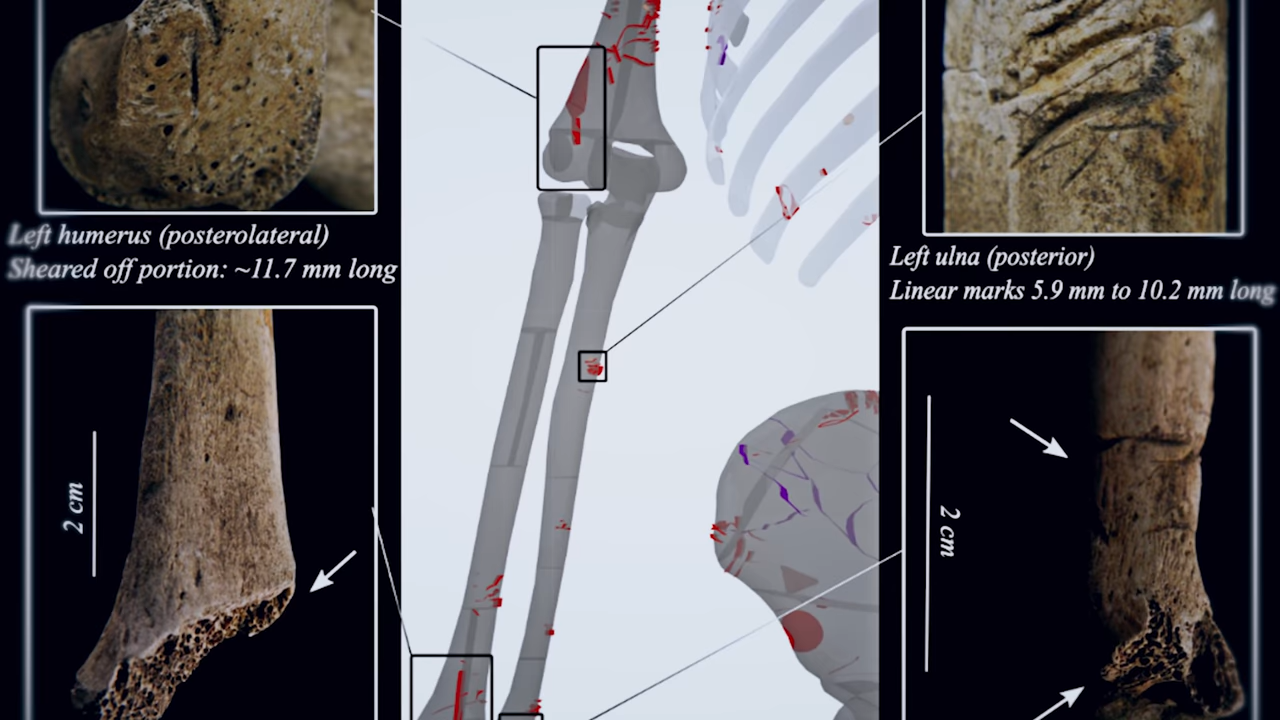 Left humerus (posterolateral)
Sheared off portion: ~11.7 mm long
2 cm
Left ulna (posterior)
Linear marks 5.9 mm to 10.2 mm long
2 cm